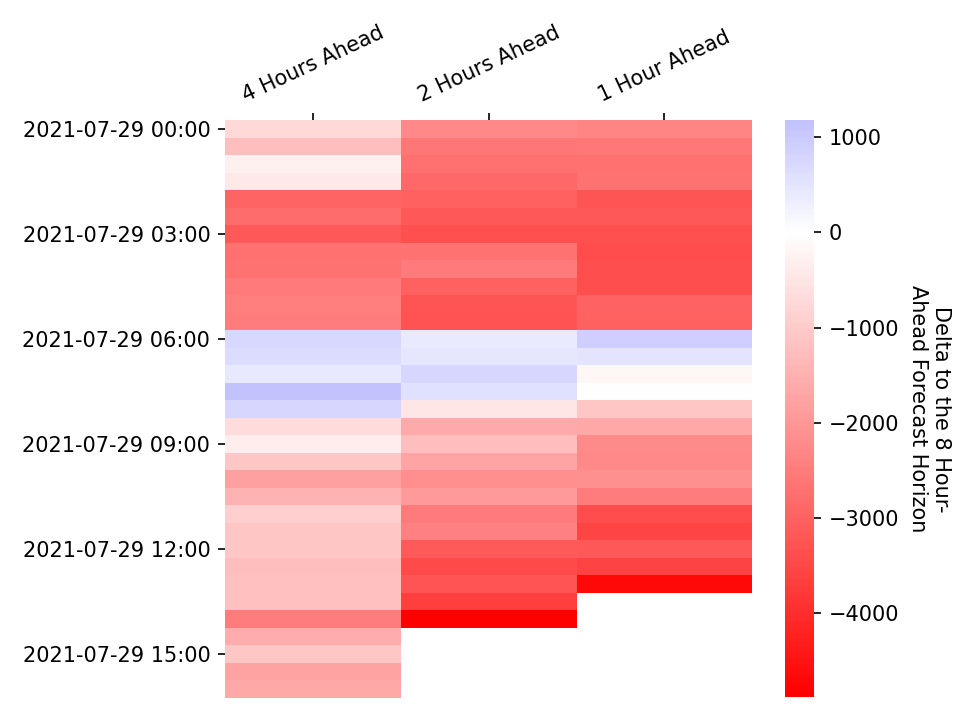 4 Hours Ahead
2 Hours Ahead
1 Hour Ahead
2021-07-29 00:00
2021-07-29 03:00
2021-07-29 06:00
2021-07-29 09:00
2021-07-29 12:00
2021-07-29 15:00
1000
0
−1000
−2000
−3000
−4000
Delta to the 8 Hour-
Ahead Forecast Horizon